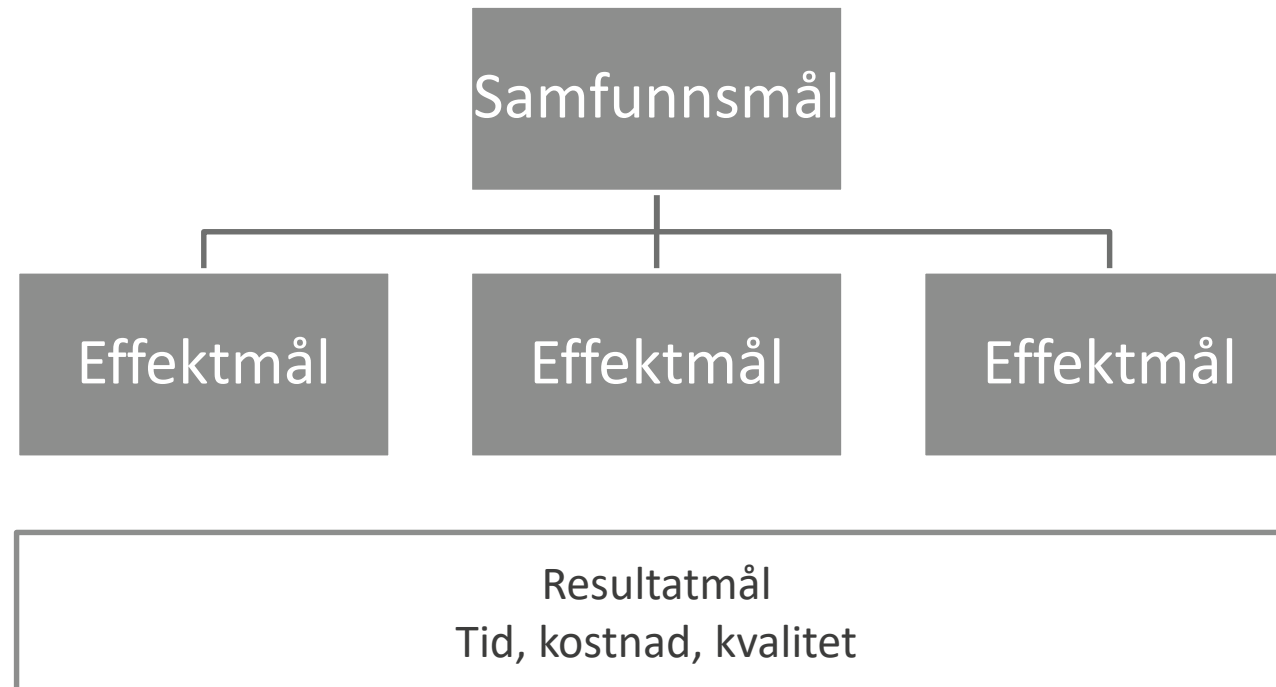 Samfunnsmål
Effektmål
Effektmål
Effektmål
Resultatmål
Tid, kostnad, kvalitet